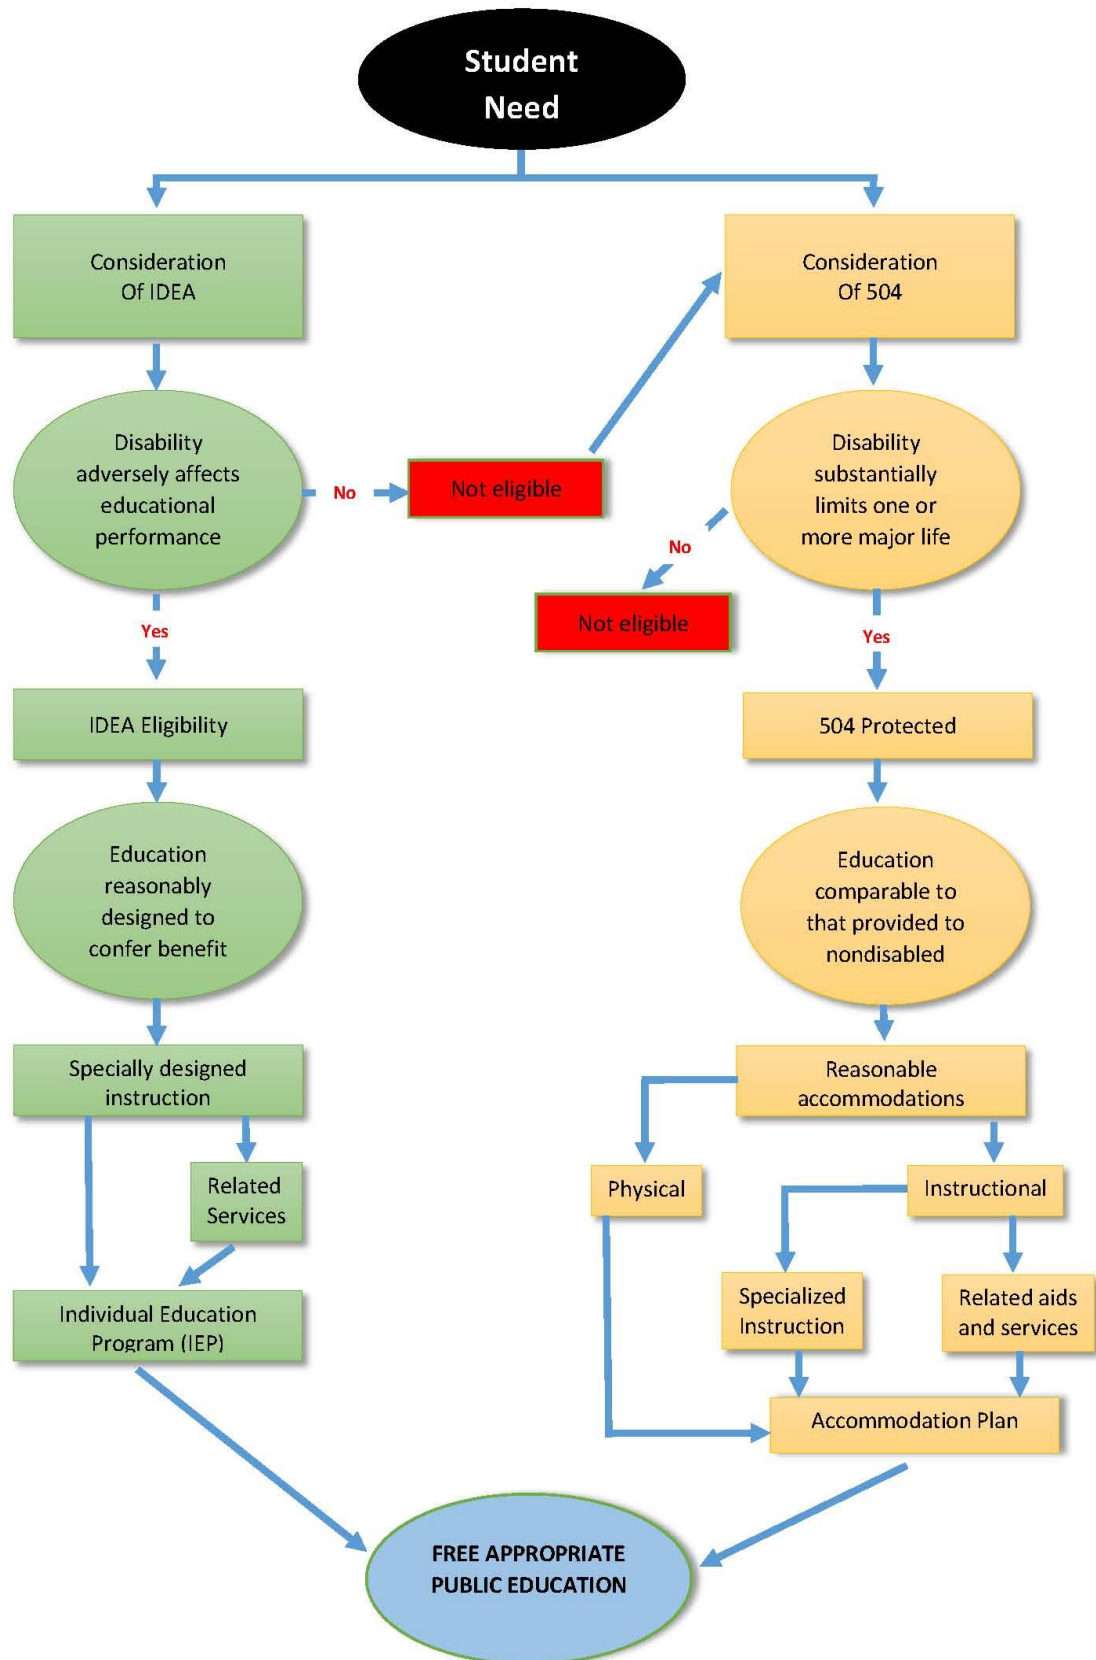 Student
Need
Consideration
Of IDEA
Consideration
Of 504
Disability
adversely affects
educational
performance
No
Not eligible
Disability
substantially
limits one or
more major life
No
Not eligible
Yes
Yes
IDEA Eligibility
504 Protected
Education
reasonably
designed to
confer benefit
Education
comparable to
that provided to
nondisabled
Specially designed
instruction
Reasonable
accommodations
Related
Services
Physical
Instructional
Individual Education
Program (IEP)
Specialized
Instruction
Related aids
and services
Accommodation Plan
FREE APPROPRIATE
PUBLIC EDUCATION